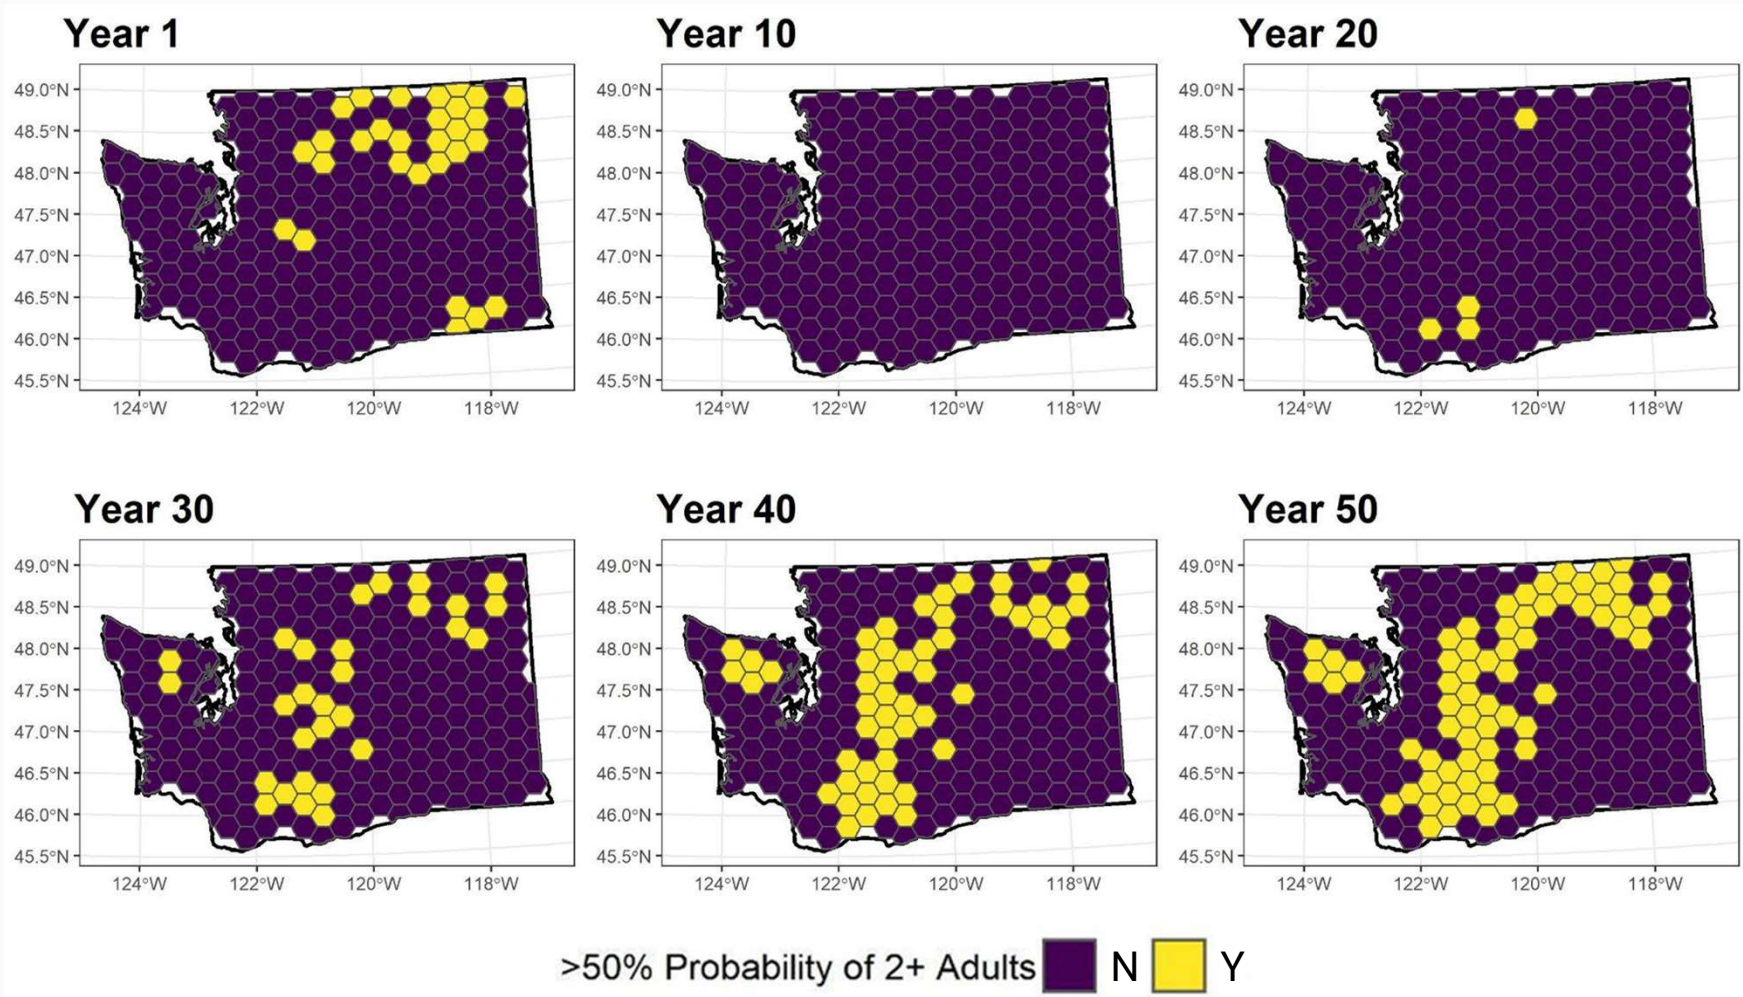 Year 1
Year 10
Year 20
49.0°N
48.5°N
48.0°N
47.5°N
47.0°N
46.5°N
46.0°N
45.5°N
124°W 122°W 120°W 118°W
49.0°N
48.5°N
48.0°N
47.5°N
47.0°N
46.5°N
46.0°N
45.5°N
124°W 122°W 120°W 118°W
49.0°N
48.5°N
48.0°N
47.5°N
47.0°N
46.5°N
46.0°N
45.5°N
124°W 122°W 120°W 118°W
Year 30
Year 40
Year 50
49.0°N
48.5°N
48.0°N
47.5°N
47.0°N
46.5°N
46.0°N
45.5°N
124°W 122°W 120°W 118°W
49.0°N
48.5°N
48.0°N
47.5°N
47.0°N
46.5°N
46.0°N
45.5°N
124°W 122°W 120°W 118°W
49.0°N
48.5°N
48.0°N
47.5°N
47.0°N
46.5°N
46.0°N
45.5°N
124°W 122°W 120°W 118°W
>50% Probability of 2+ Adults N Y